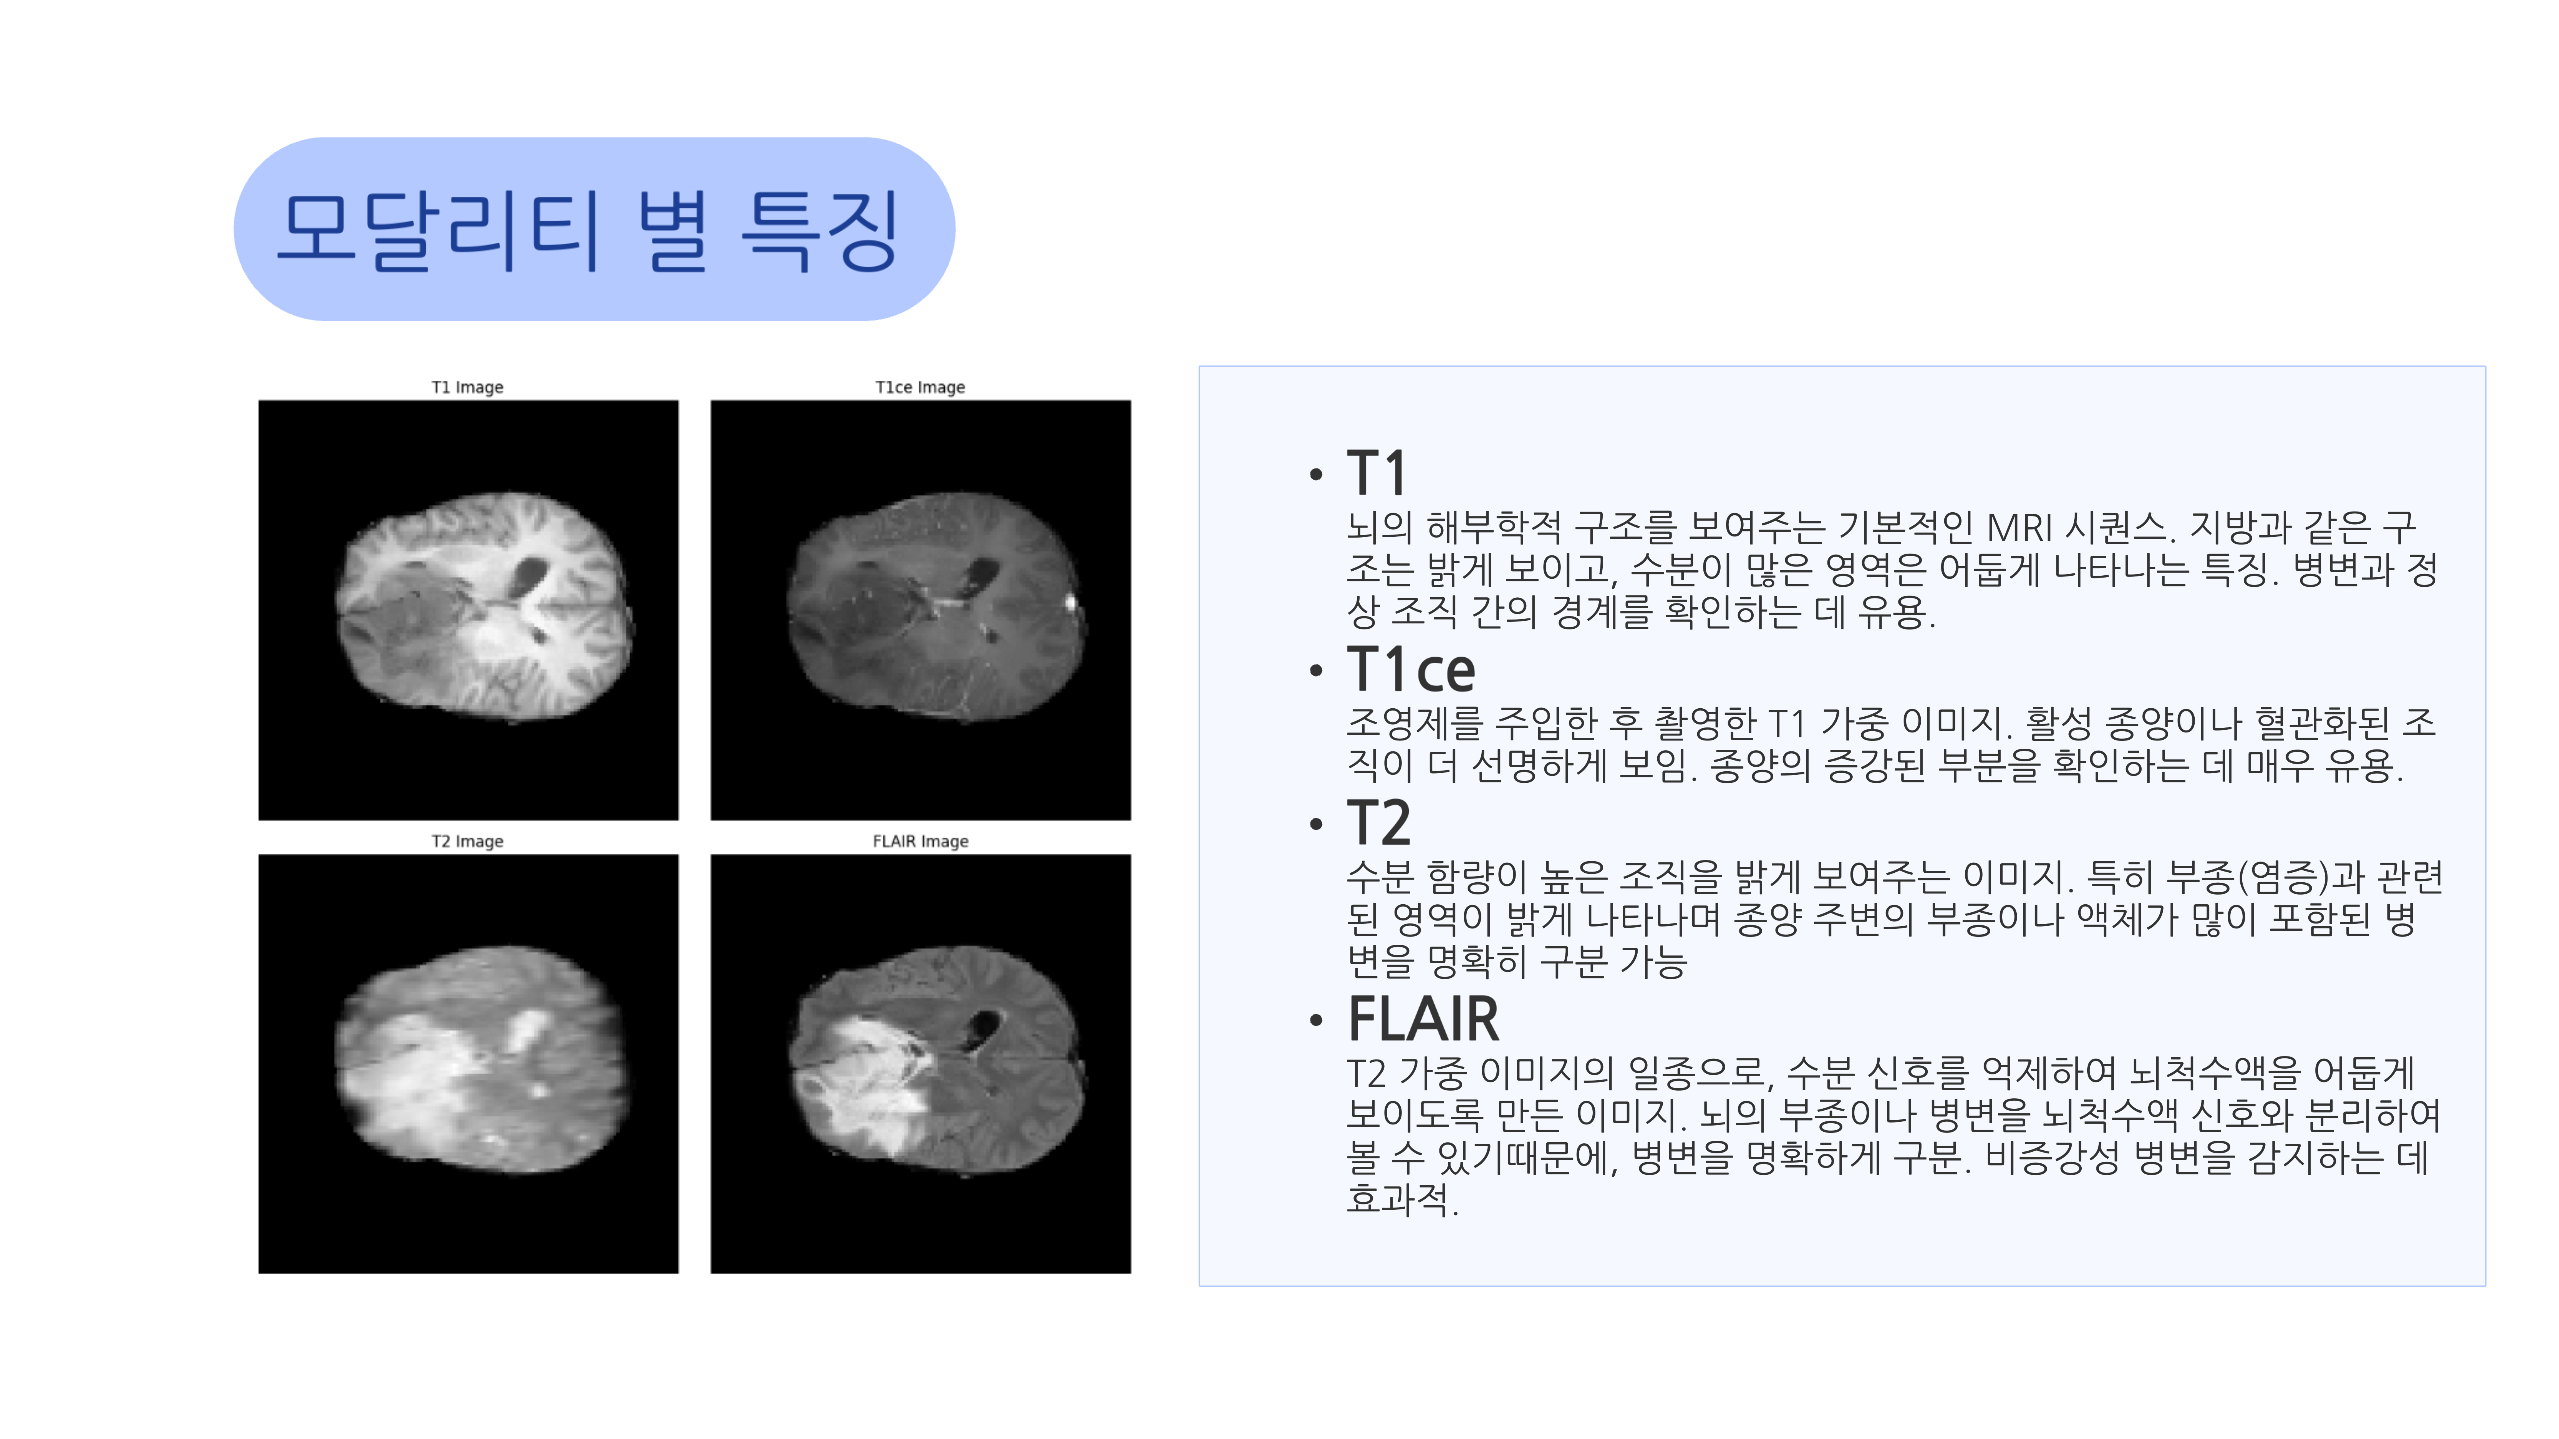 모달리티 별 특징
T1 Image
T1ce Image
T2 Image
FLAIR Image
• T1
뇌의 해부학적 구조를 보여주는 기본적인 MRI 시퀀스. 지방과 같은 구
조는 밝게 보이고, 수분이 많은 영역은 어둡게 나타나는 특징. 병변과 정
상 조직 간의 경계를 확인하는 데 유용.
• T1ce
조영제를 주입한 후 촬영한 T1 가중 이미지. 활성 종양이나 혈관화된 조
직이 더 선명하게 보임. 종양의 증강된 부분을 확인하는 데 매우 유용.
• T2
수분 함량이 높은 조직을 밝게 보여주는 이미지. 특히 부종(염증)과 관련
된 영역이 밝게 나타나며 종양 주변의 부종이나 액체가 많이 포함된 병
변을 명확히 구분 가능
• FLAIR
T2 가중 이미지의 일종으로, 수분 신호를 억제하여 뇌척수액을 어둡게
보이도록 만든 이미지. 뇌의 부종이나 병변을 뇌척수액 신호와 분리하여
볼 수 있기때문에, 병변을 명확하게 구분. 비증강성 병변을 감지하는 데
효과적.